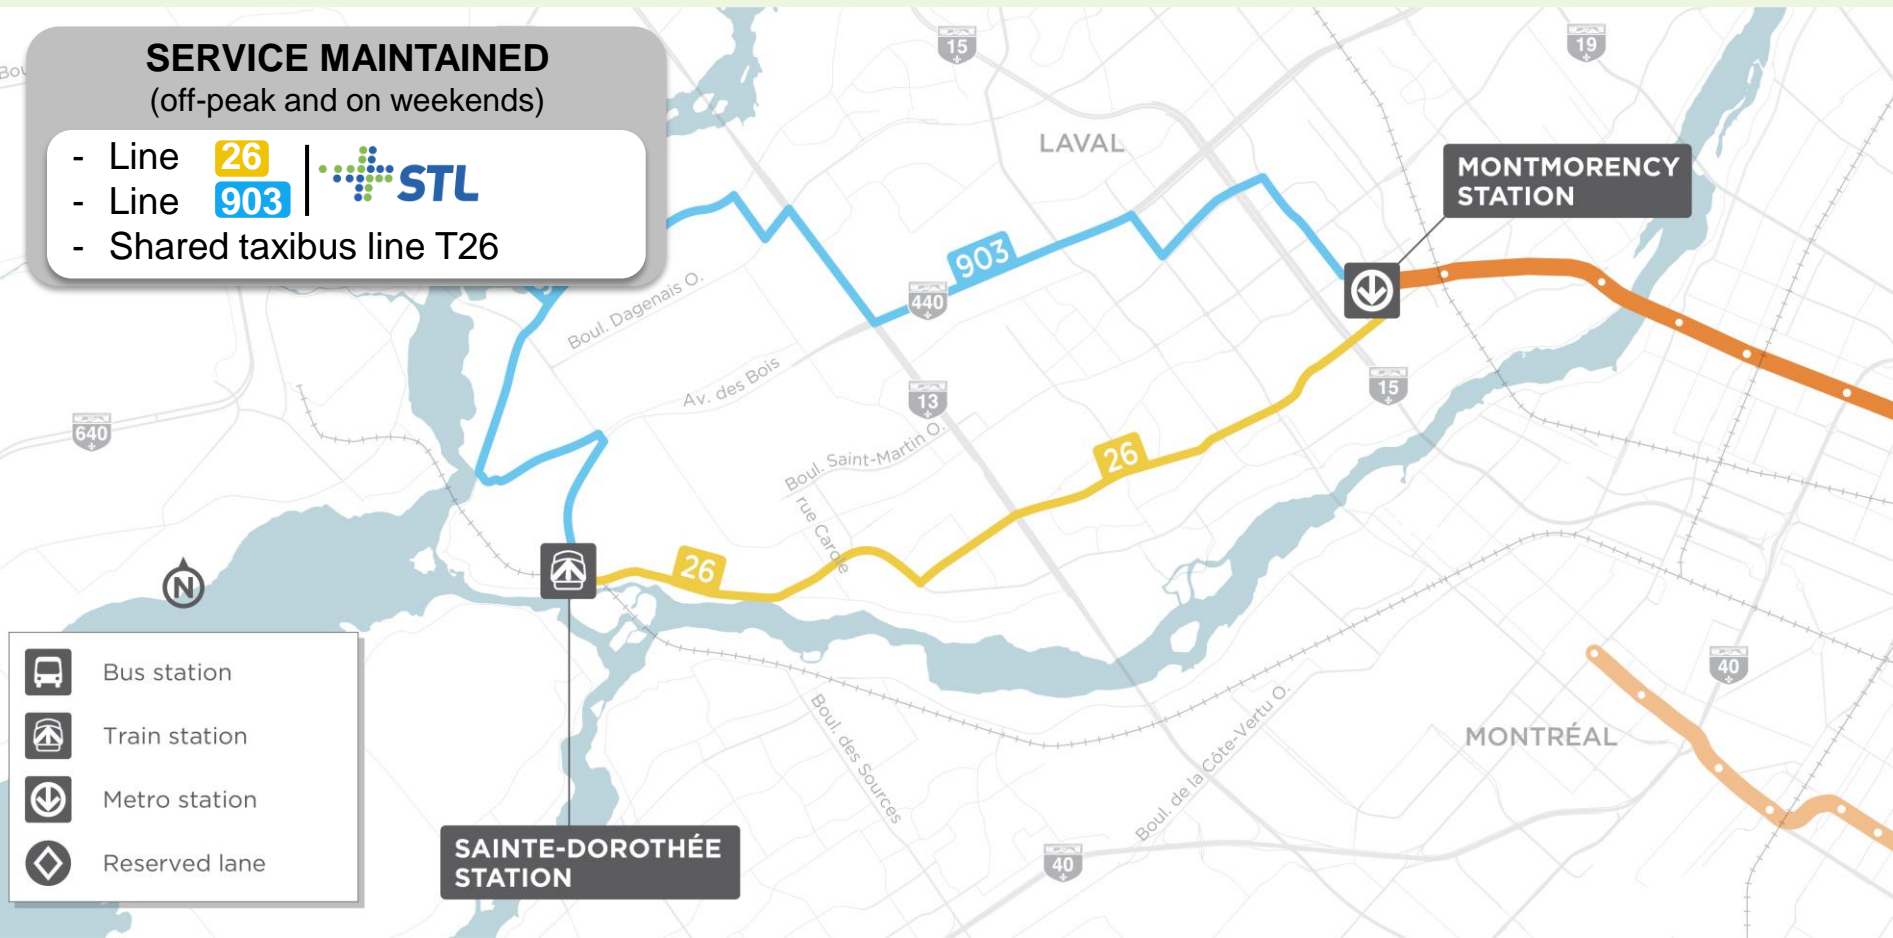 SERVICE MAINTAINED
(off-peak and on weekends)
- Line 26
- Line 903
STL
- Shared taxibus line T26
15
19
LAVAL
MONTMORENCY
STATION
903
440
Boul. Dagenais O.
Av. des Bois
13
15
640
Boul. Saint-Martin O.
26
rue Carole
26
N
Bus station
Train station
Metro station
Reserved lane
SAINTE-DOROTHÉE
STATION
Boul. des Sources
Boul. de la Côte-Vertu O.
40
MONTRÉAL
40